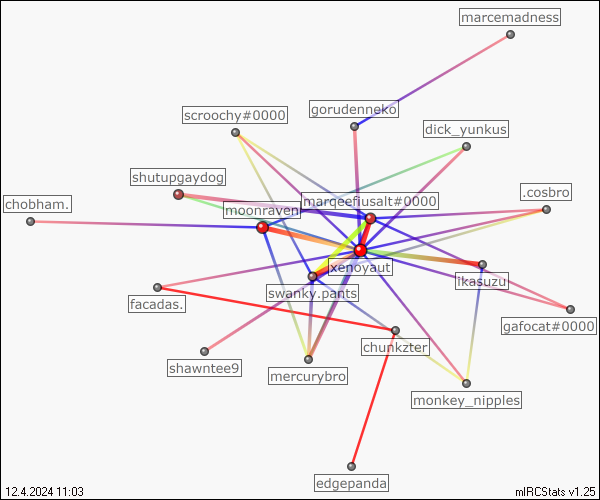 marcemadness
scroochy#0000
gorudenneko
dick_yunkus
shutupgaydog
chobham.
moonraven
marqeefiusalt#0000
.cosbro
xenoyaut
ikasuzu
swanky.pants
facadas.
gafocat#0000
chunkzter
shawntee9
mercurybro
monkey_nipples
edgepanda
12.4.2024 11:03
mIRCStats v1.25